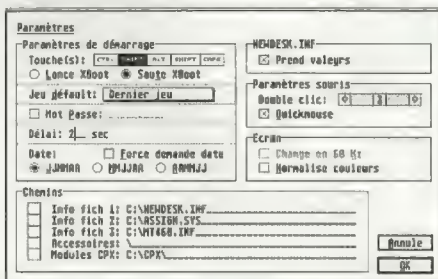 Paramètres
Paramètres de démarrage
Touche(s): CTRL SHIFT ALT SHIFT CAPS
Lance XBoot Saute XBoot
Jeu défault: Dernier jeu
Mot Passe:
Délai: 2 sec
Date: Force demande date
JJMMAA MMJJAA AAMMJJ
NEWDESK.INF
Prend valeurs
Paramètres souris
Double clic: 3
Quickmouse
Ecran
Change en 60 Hz
Normalise couleurs
Chemins
Info fich 1: C:\NEWDESK.INF
Info fich 2: C:\ASSIGN.SYS
Info fich 3: C:\MT460.INF
Accessoires: \
Modules CPX: C:\CPX\
Annule
OK